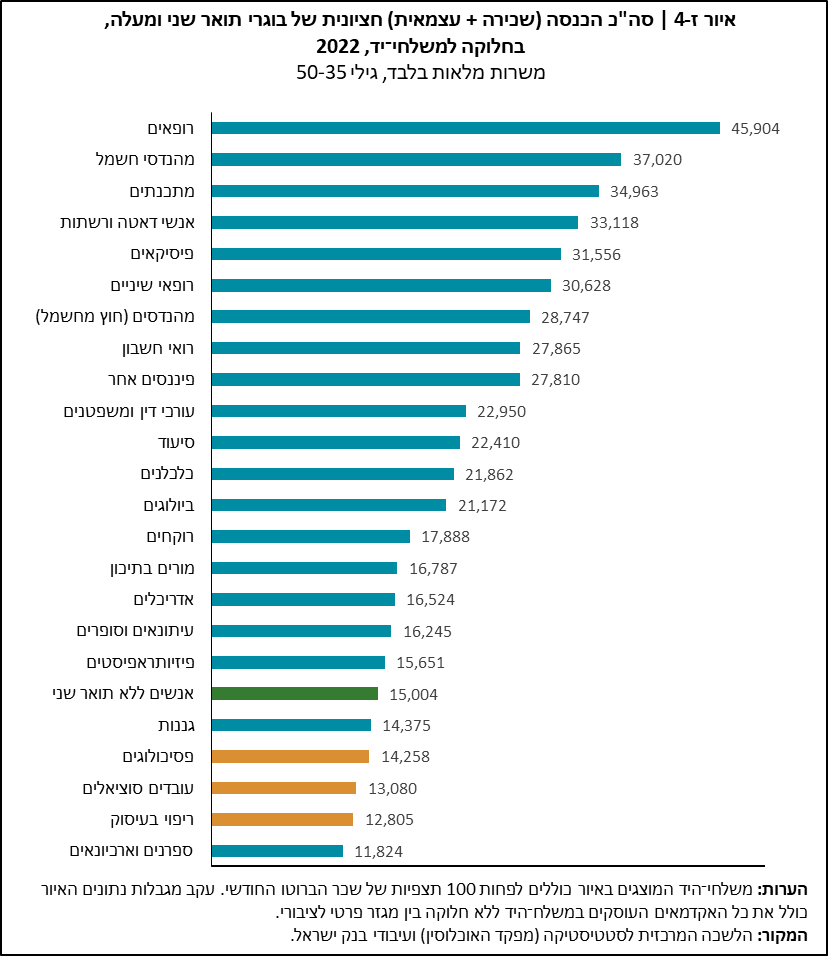 איור ז-4 | סה"כ הכנסה (שכירה + עצמאית) חציונית של בוגרי תואר שני ומעלה,
בחלוקה למשלחי־יד, 2022
משרות מלאות בלבד, גילי 50-35
רופאים 45,904
מהנדסי חשמל 37,020
מתכנתים 34,963
אנשי דאטה ורשתות 33,118
פיסיקאים 31,556
רופאי שיניים 30,628
מהנדסים (חוץ מחשמל) 28,747
רואי חשבון 27,865
פיננסים אחר 27,810
עורכי דין ומשפטנים 22,950
סיעוד 22,410
כלכלנים 21,862
ביולוגים 21,172
רוקחים 17,888
מורים בתיכון 16,787
אדריכלים 16,524
עיתונאים וסופרים 16,245
פיזיותראפיסטים 15,651
אנשים ללא תואר שני 15,004
גננות 14,375
פסיכולוגים 14,258
עובדים סוציאלים 13,080
ריפוי בעיסוק 12,805
ספרנים וארכיונאים 11,824
הערות: משלחי־היד המוצגים באיור כוללים לפחות 100 תצפיות של שכר הברוטו החודשי. עקב מגבלות נתונים האיור
כולל את כל האקדמאים העוסקים במשלח־היד ללא חלוקה בין מגזר פרטי לציבורי.
המקור: הלשכה המרכזית לסטטיסטיקה (מפקד האוכלוסין) ועיבודי בנק ישראל.